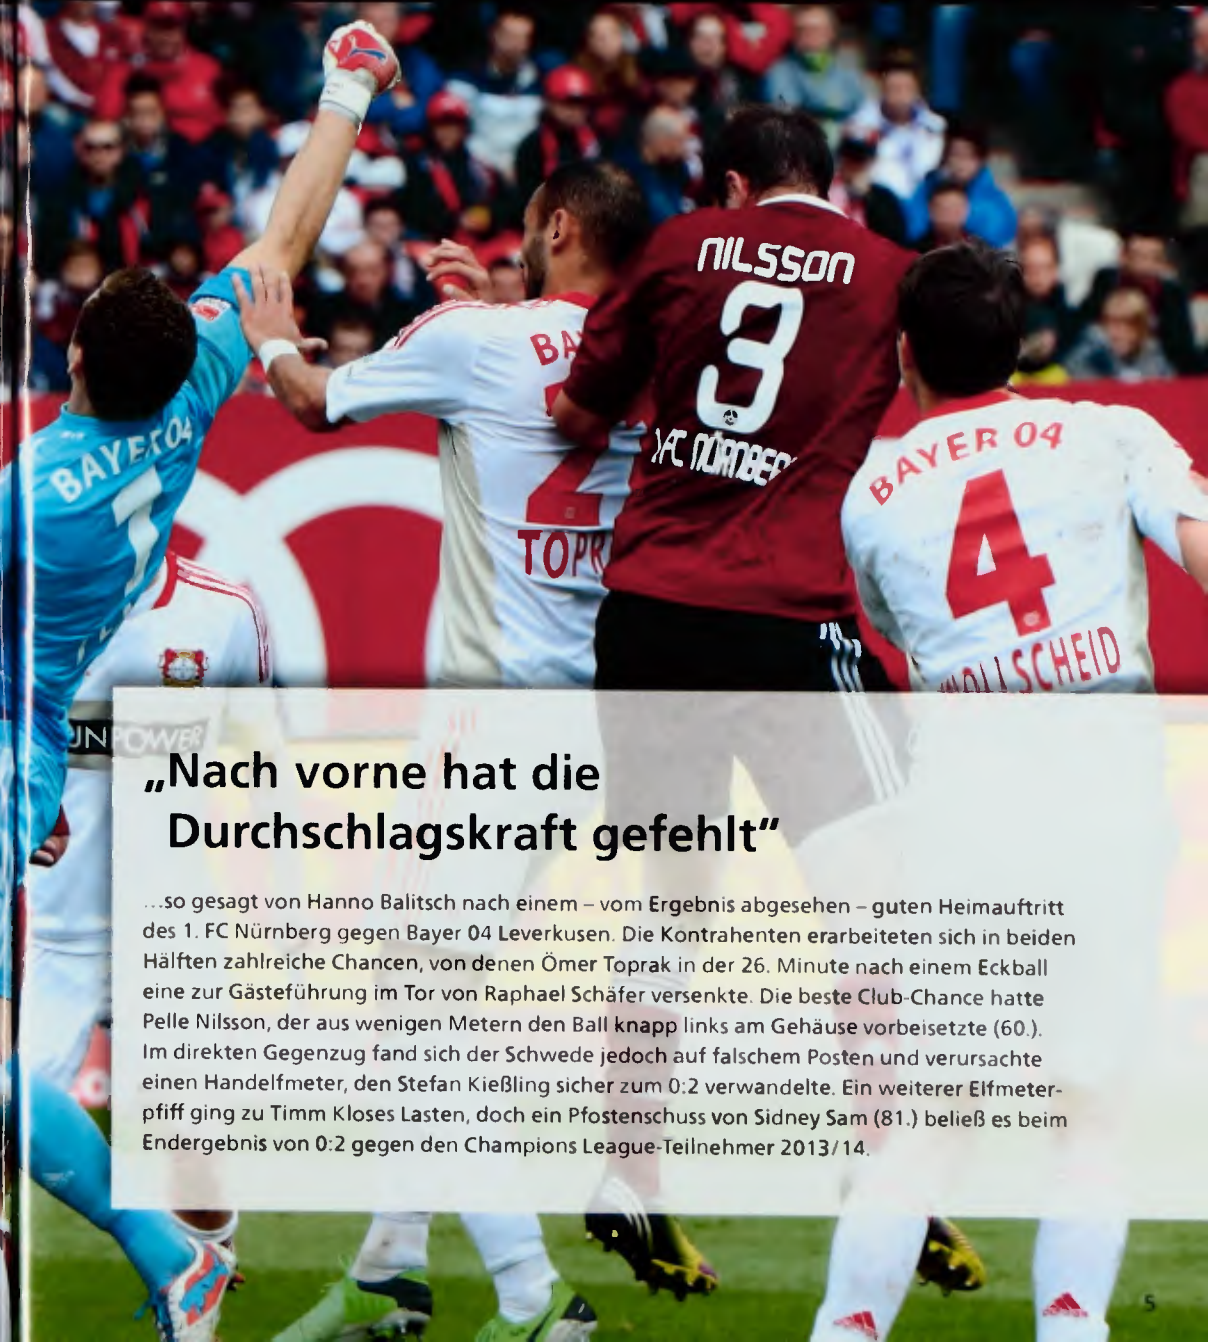 NILSSON
3
1.FC NÜRNBERG
BAYER 04
1
BA
2
TOPR
BAYER 04
4
WOLLSCHEID
SUNPOWER
„Nach vorne hat die
Durchschlagskraft gefehlt“
...so gesagt von Hanno Balitsch nach einem – vom Ergebnis abgesehen – guten Heimauftritt
des 1. FC Nürnberg gegen Bayer 04 Leverkusen. Die Kontrahenten erarbeiteten sich in beiden
Hälften zahlreiche Chancen, von denen Ömer Toprak in der 26. Minute nach einem Eckball
eine zur Gästeführung im Tor von Raphael Schäfer versenkte. Die beste Club-Chance hatte
Pelle Nilsson, der aus wenigen Metern den Ball knapp links am Gehäuse vorbeisetzte (60.).
Im direkten Gegenzug fand sich der Schwede jedoch auf falschem Posten und verursachte
einen Handelfmeter, den Stefan Kießling sicher zum 0:2 verwandelte. Ein weiterer Elfmeter-
pfiff ging zu Timm Kloses Lasten, doch ein Pfostenschuss von Sidney Sam (81.) beließ es beim
Endergebnis von 0:2 gegen den Champions League-Teilnehmer 2013/14.
5